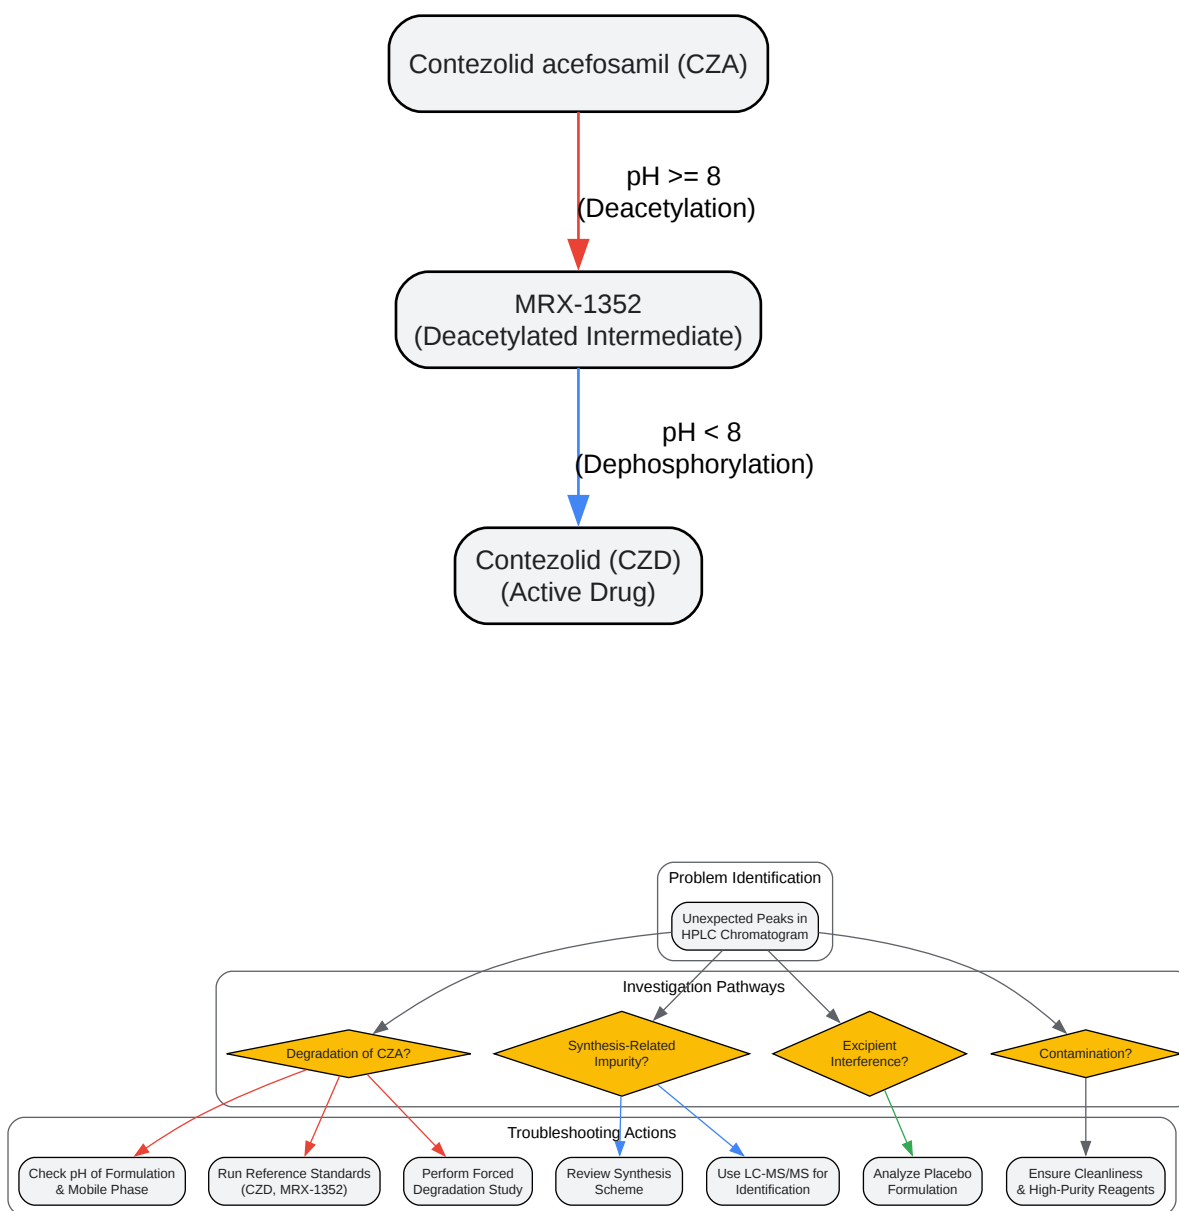 Contezolid acefosamil (CZA)
pH >= 8
(Deacetylation)
MRX-1352
(Deacetylated Intermediate)
pH < 8
(Dephosphorylation)
Contezolid (CZD)
(Active Drug)
Problem Identification
Unexpected Peaks in
HPLC Chromatogram
Investigation Pathways
Degradation of CZA?
Synthesis-Related
Impurity?
Excipient
Interference?
Contamination?
Troubleshooting Actions
Check pH of Formulation
& Mobile Phase
Run Reference Standards
(CZD, MRX-1352)
Perform Forced
Degradation Study
Review Synthesis
Scheme
Use LC-MS/MS for
Identification
Analyze Placebo
Formulation
Ensure Cleanliness
& High-Purity Reagents